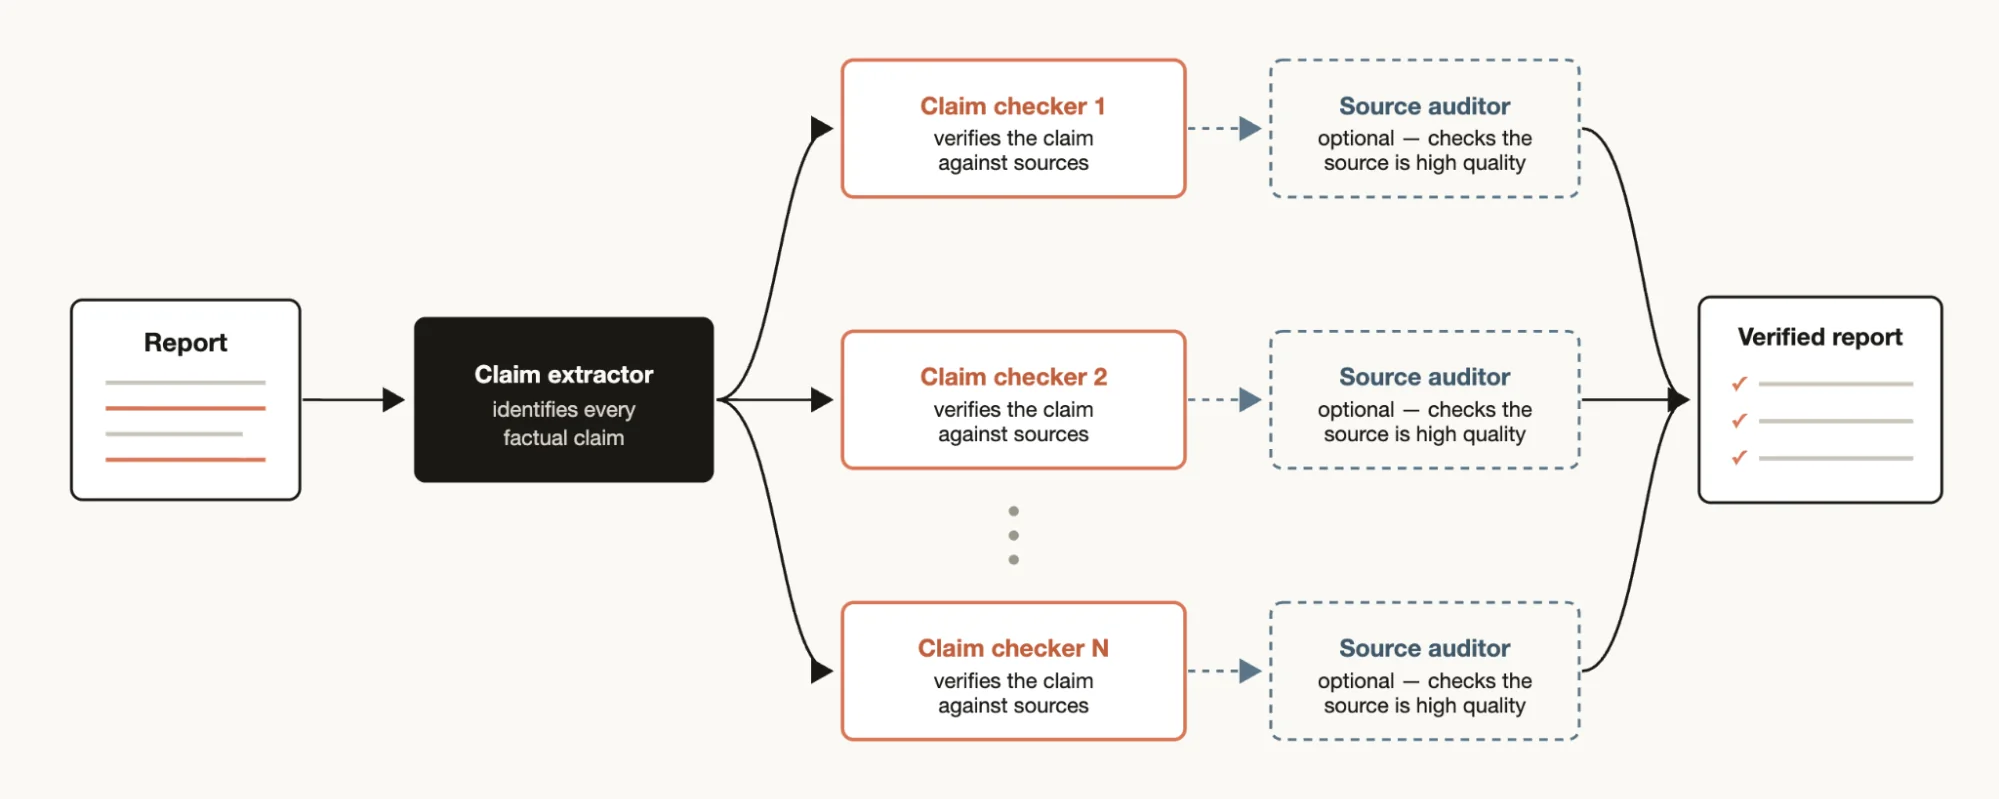 Report
Claim extractor
identifies every
factual claim
Claim checker 1
verifies the claim
against sources
Source auditor
optional — checks the
source is high quality
Claim checker 2
verifies the claim
against sources
Source auditor
optional — checks the
source is high quality
Claim checker N
verifies the claim
against sources
Source auditor
optional — checks the
source is high quality
Verified report